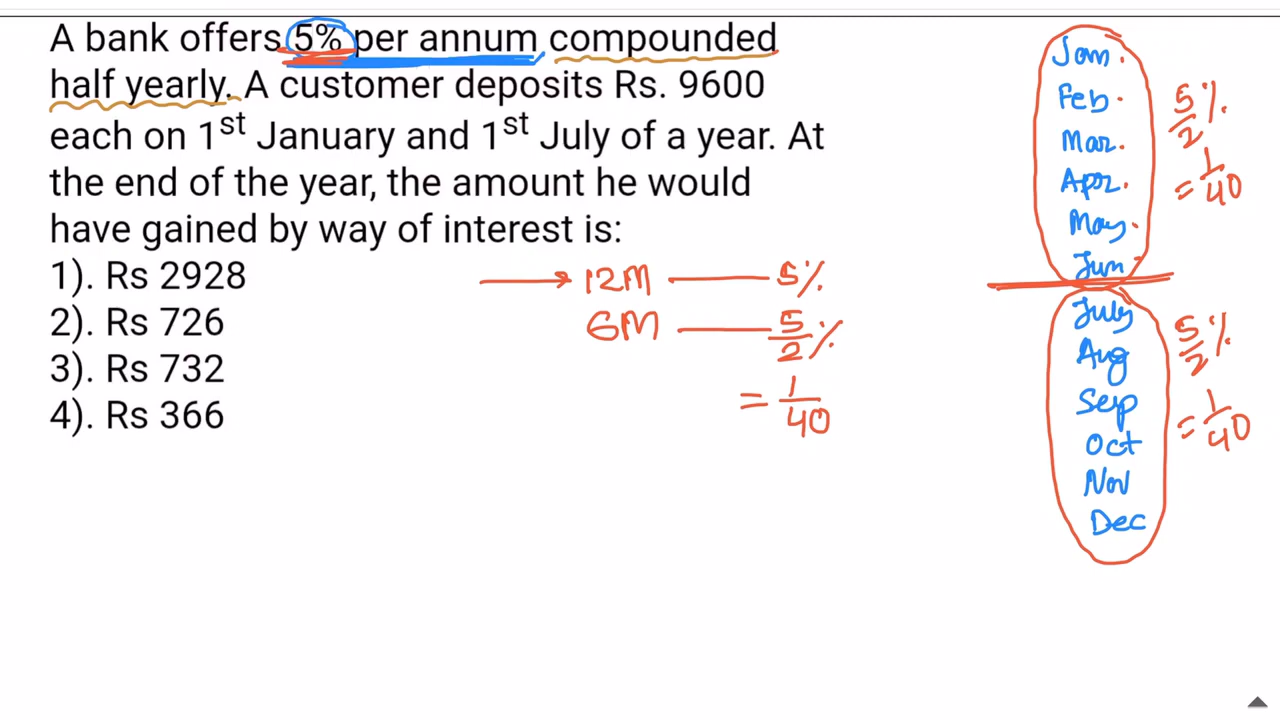 A bank offers 5% per annum compounded
half yearly. A customer deposits Rs. 9600
each on 1st January and 1st July of a year. At
the end of the year, the amount he would
have gained by way of interest is:
1). Rs 2928
2). Rs 726
3). Rs 732
4). Rs 366
12M — 5%
6M — 5/2 %
= 1/40
Jan.
Feb.
Mar.
Apr.
May.
Jun
5/2 %
= 1/40
July
Aug
Sep
Oct
Nov
Dec
5/2 %
= 1/40